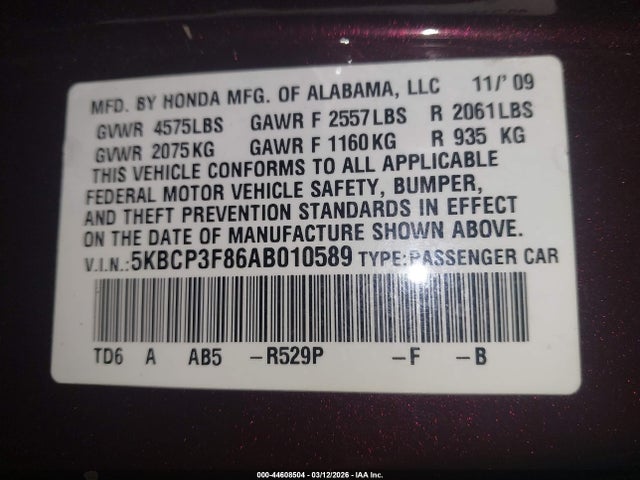 MFD. BY HONDA MFG. OF ALABAMA, LLC 11/'09
GVWR 4575LBS GAWR F 2557LBS R 2061LBS
GVWR 2075KG GAWR F 1160KG R 935 KG
THIS VEHICLE CONFORMS TO ALL APPLICABLE
FEDERAL MOTOR VEHICLE SAFETY, BUMPER,
AND THEFT PREVENTION STANDARDS IN EFFECT
ON THE DATE OF MANUFACTURE SHOWN ABOVE.
V.I.N.:5KBCP3F86AB010589 TYPE:PASSENGER CAR
TD6 A AB5 -R529P -F -B
000-44608504 - 03/12/2026 - IAA Inc.